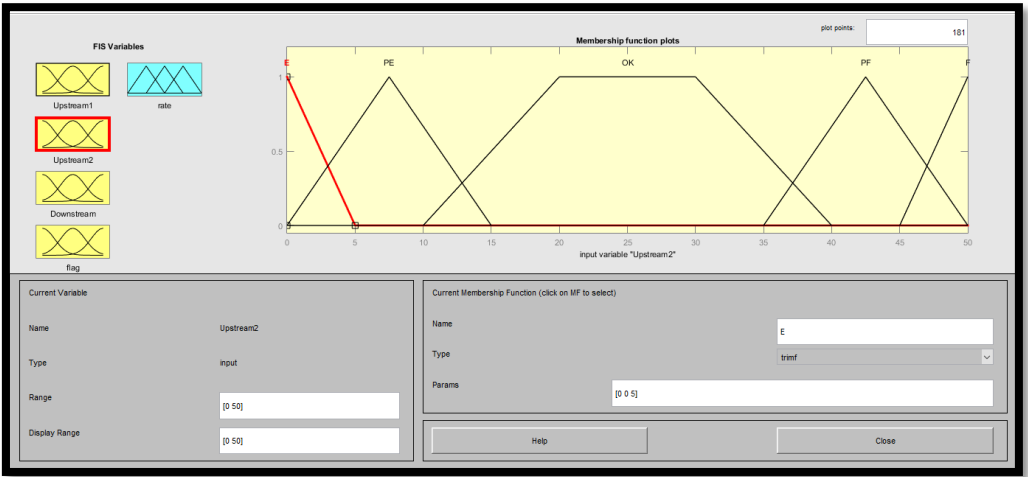 plot points:
181
FIS Variables
Membership function plots
Upstream1
rate
Upstream2
Downstream
flag
E
PE
OK
PF
F
1
0.5
0
0
5
10
15
20
25
30
35
40
45
50
input variable "Upstream2"
Current Variable
Name
Upstream2
Type
input
Range
[0 50]
Display Range
[0 50]
Current Membership Function (click on MF to select)
Name
E
Type
trimf
Params
[0 0 5]
Help
Close